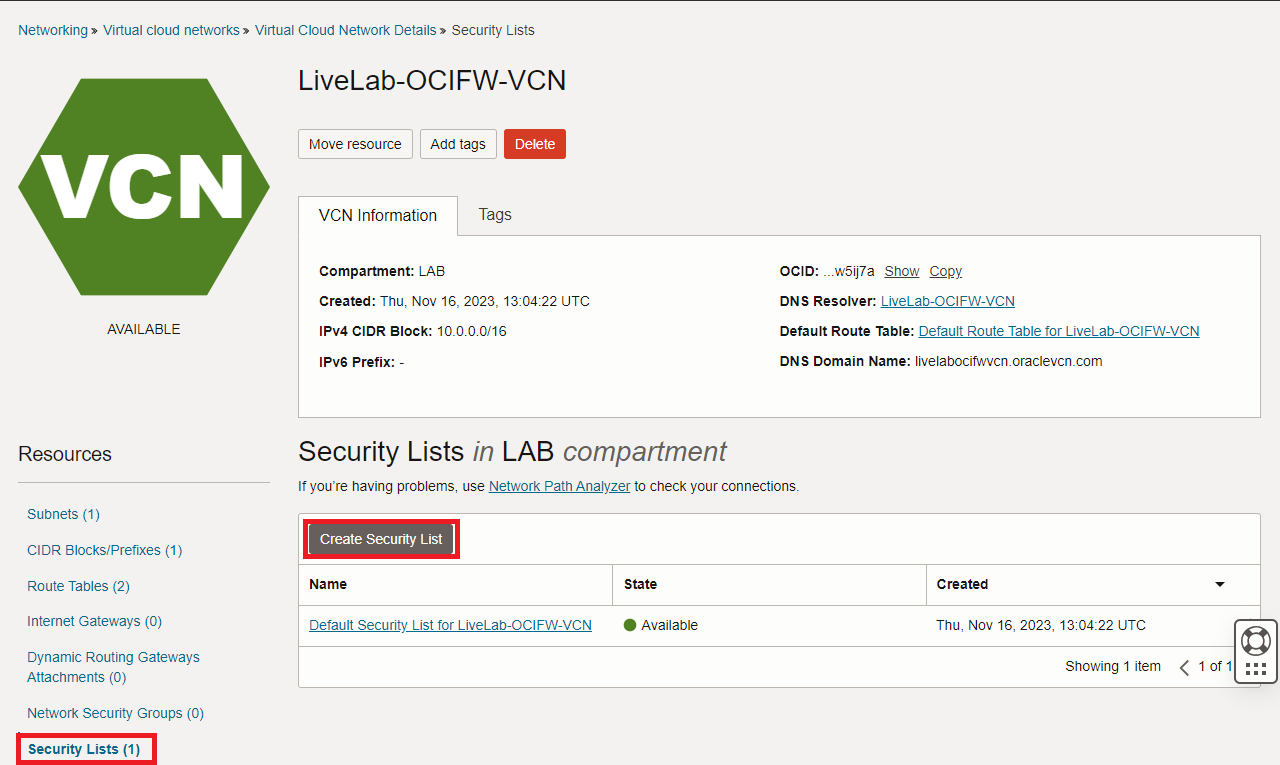 Networking » Virtual cloud networks » Virtual Cloud Network Details » Security Lists
VCN
AVAILABLE
LiveLab-OCIFW-VCN
Move resource Add tags Delete
VCN Information Tags
Compartment: LAB
Created: Thu, Nov 16, 2023, 13:04:22 UTC
IPv4 CIDR Block: 10.0.0.0/16
IPv6 Prefix: -
OCID: ...w5ij7a Show Copy
DNS Resolver: LiveLab-OCIFW-VCN
Default Route Table: Default Route Table for LiveLab-OCIFW-VCN
DNS Domain Name: livelabocifwvcn.oraclevcn.com
Resources
Subnets (1)
CIDR Blocks/Prefixes (1)
Route Tables (2)
Internet Gateways (0)
Dynamic Routing Gateways
Attachments (0)
Network Security Groups (0)
Security Lists (1)
Security Lists in LAB compartment
If you're having problems, use Network Path Analyzer to check your connections.
Create Security List
Name State Created
Default Security List for LiveLab-OCIFW-VCN Available Thu, Nov 16, 2023, 13:04:22 UTC
Showing 1 item 1 of 1